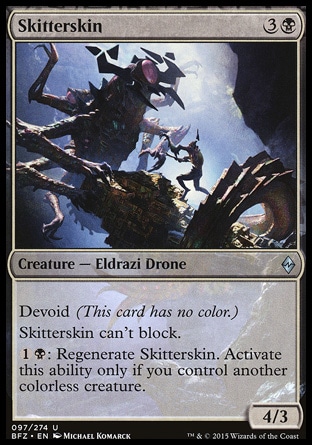 Skitterskin 3
Creature — Eldrazi Drone
Devoid (This card has no color.)
Skitterskin can't block.
1 : Regenerate Skitterskin. Activate
this ability only if you control another
colorless creature.
4/3
097/274 U
BFZ • EN Michael Komarck
™ & © 2015 Wizards of the Coast